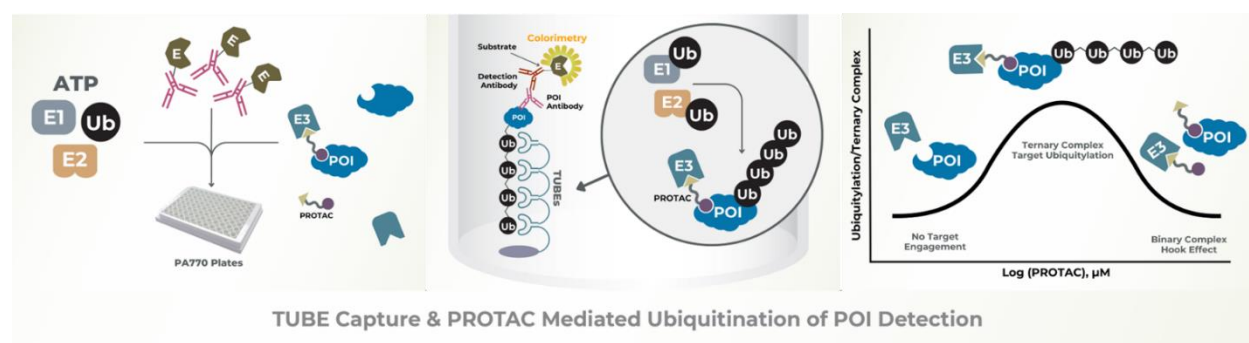 ATP
E1
Ub
E2
E
E
E
E3
POI
PROTAC
PA770 Plates
Colorimetry
Substrate
E
Detection
Antibody
POI
Antibody
POI
Ub
Ub
Ub
Ub
TUBEs
Ub
E1
E2
Ub
E3
PROTAC
POI
Ub
Ub
Ub
Ub
Ubiquitylation/Ternary Complex
E3
POI
Ub
Ub
Ub
Ub
E3
POI
Ternary Complex
Target Ubiquitylation
E3
POI
No Target
Engagement
Binary Complex
Hook Effect
Log (PROTAC), μM
TUBE Capture & PROTAC Mediated Ubiquitination of POI Detection